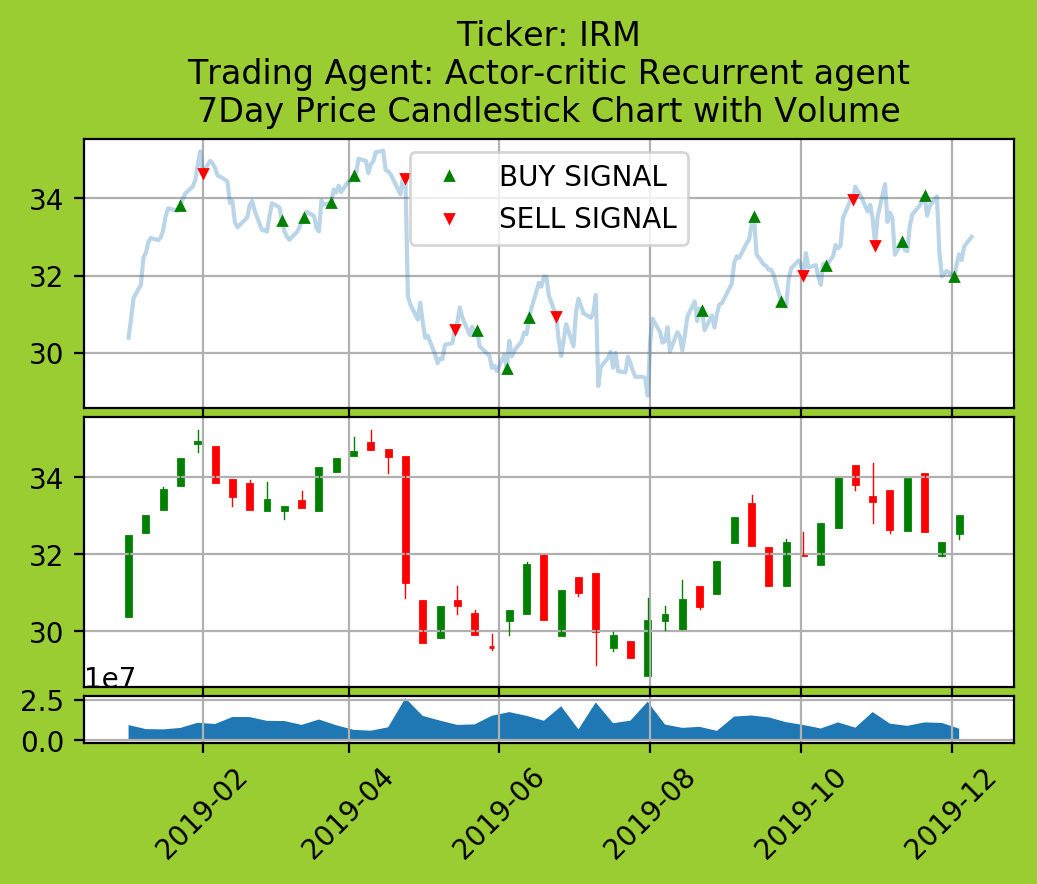 Ticker: IRM
Trading Agent: Actor-critic Recurrent agent
7Day Price Candlestick Chart with Volume
BUY SIGNAL
SELL SIGNAL
34
32
30
34
32
30
1e7
2.5
0.0
2019-02
2019-04
2019-06
2019-08
2019-10
2019-12